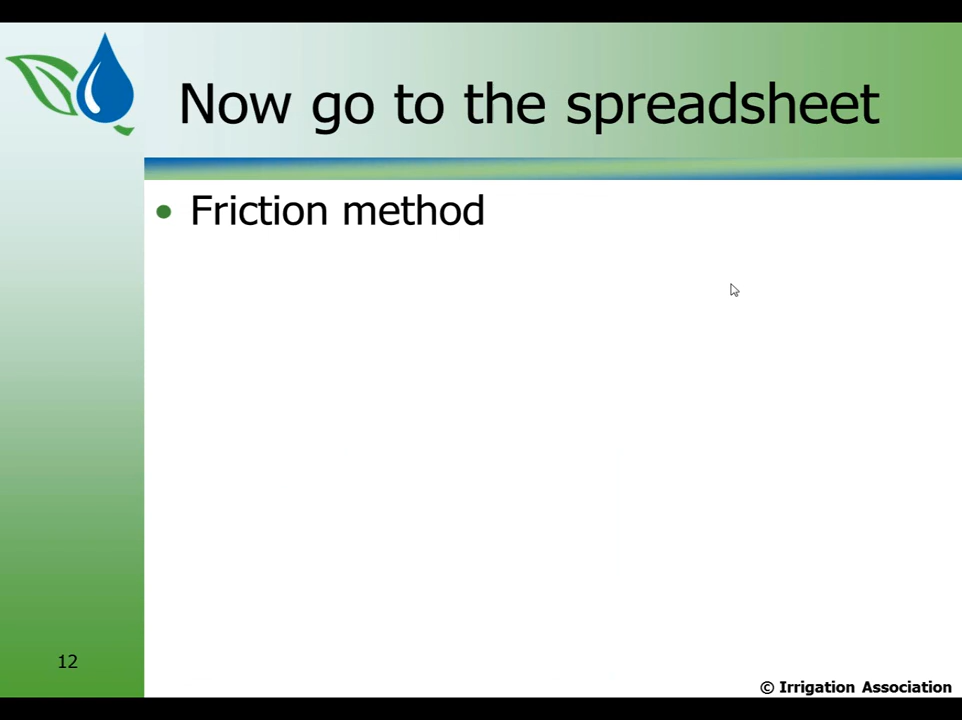 Now go to the spreadsheet
• Friction method
12
© Irrigation Association